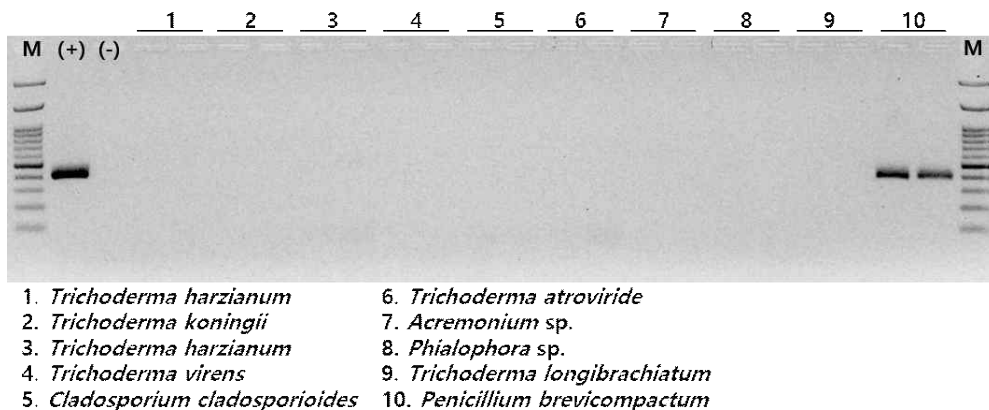 1 2 3 4 5 6 7 8 9 10
M (+) (-) M
1. Trichoderma harzianum
2. Trichoderma koningii
3. Trichoderma harzianum
4. Trichoderma virens
5. Cladosporium cladosporioides
6. Trichoderma atroviride
7. Acremonium sp.
8. Phialophora sp.
9. Trichoderma longibrachiatum
10. Penicillium brevicompactum